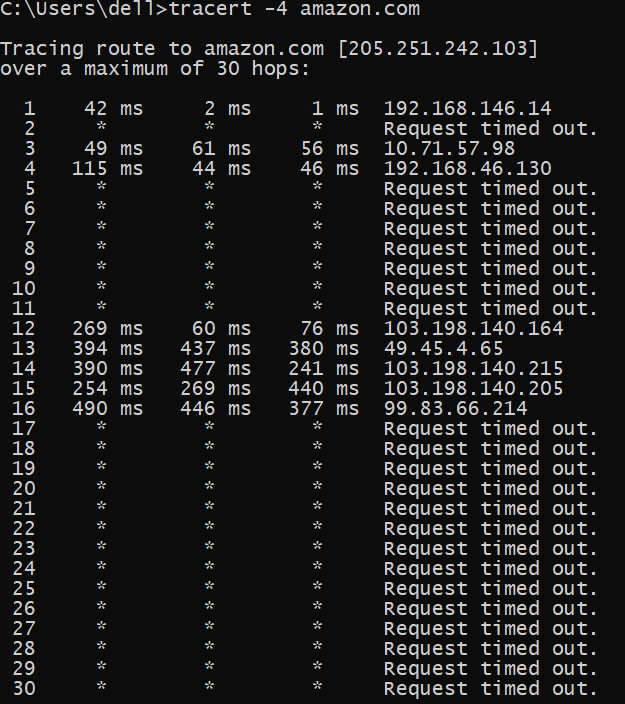 C:\Users\dell>tracert -4 amazon.com
Tracing route to amazon.com [205.251.242.103]
over a maximum of 30 hops:
1 42 ms 2 ms 1 ms 192.168.146.14
2 * * * Request timed out.
3 49 ms 61 ms 56 ms 10.71.57.98
4 115 ms 44 ms 46 ms 192.168.46.130
5 * * * Request timed out.
6 * * * Request timed out.
7 * * * Request timed out.
8 * * * Request timed out.
9 * * * Request timed out.
10 * * * Request timed out.
11 * * * Request timed out.
12 269 ms 60 ms 76 ms 103.198.140.164
13 394 ms 437 ms 380 ms 49.45.4.65
14 390 ms 477 ms 241 ms 103.198.140.215
15 254 ms 269 ms 440 ms 103.198.140.205
16 490 ms 446 ms 377 ms 99.83.66.214
17 * * * Request timed out.
18 * * * Request timed out.
19 * * * Request timed out.
20 * * * Request timed out.
21 * * * Request timed out.
22 * * * Request timed out.
23 * * * Request timed out.
24 * * * Request timed out.
25 * * * Request timed out.
26 * * * Request timed out.
27 * * * Request timed out.
28 * * * Request timed out.
29 * * * Request timed out.
30 * * * Request timed out.